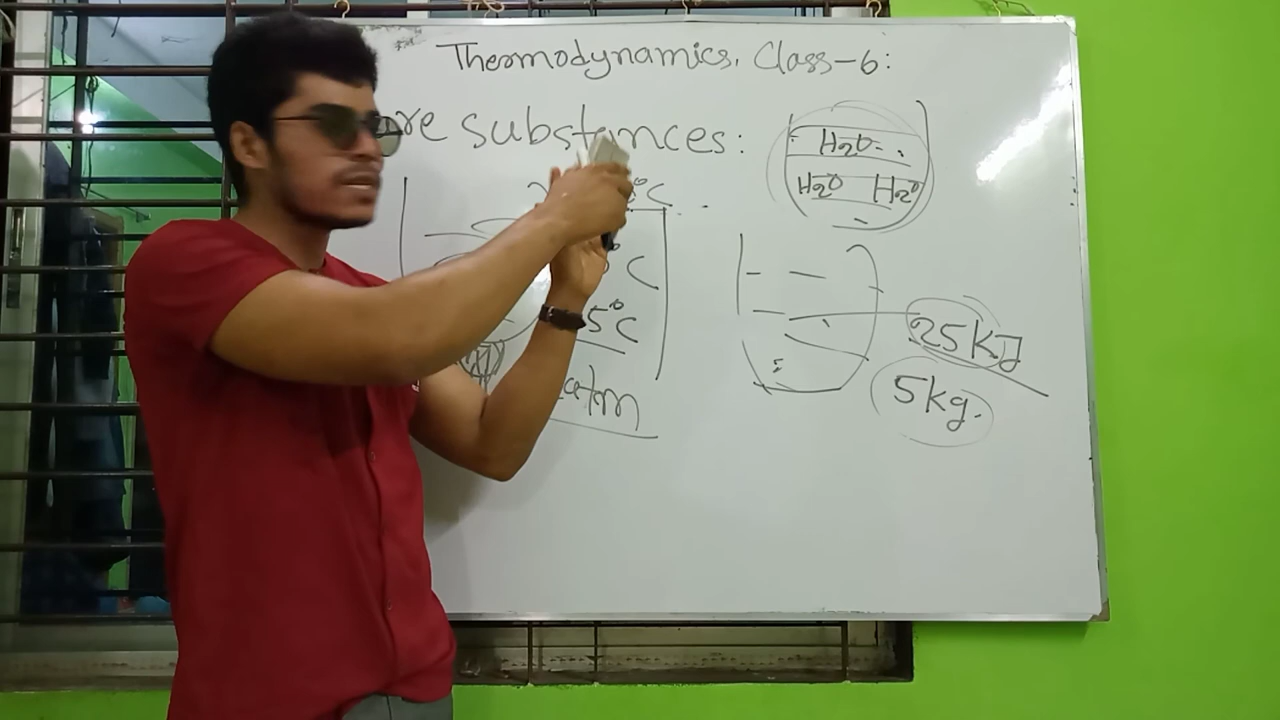 Thermodynamics. Class-6:
substances:
H2O
H2O H2O
°C
°C
5°C
atm
25KJ
5kg.